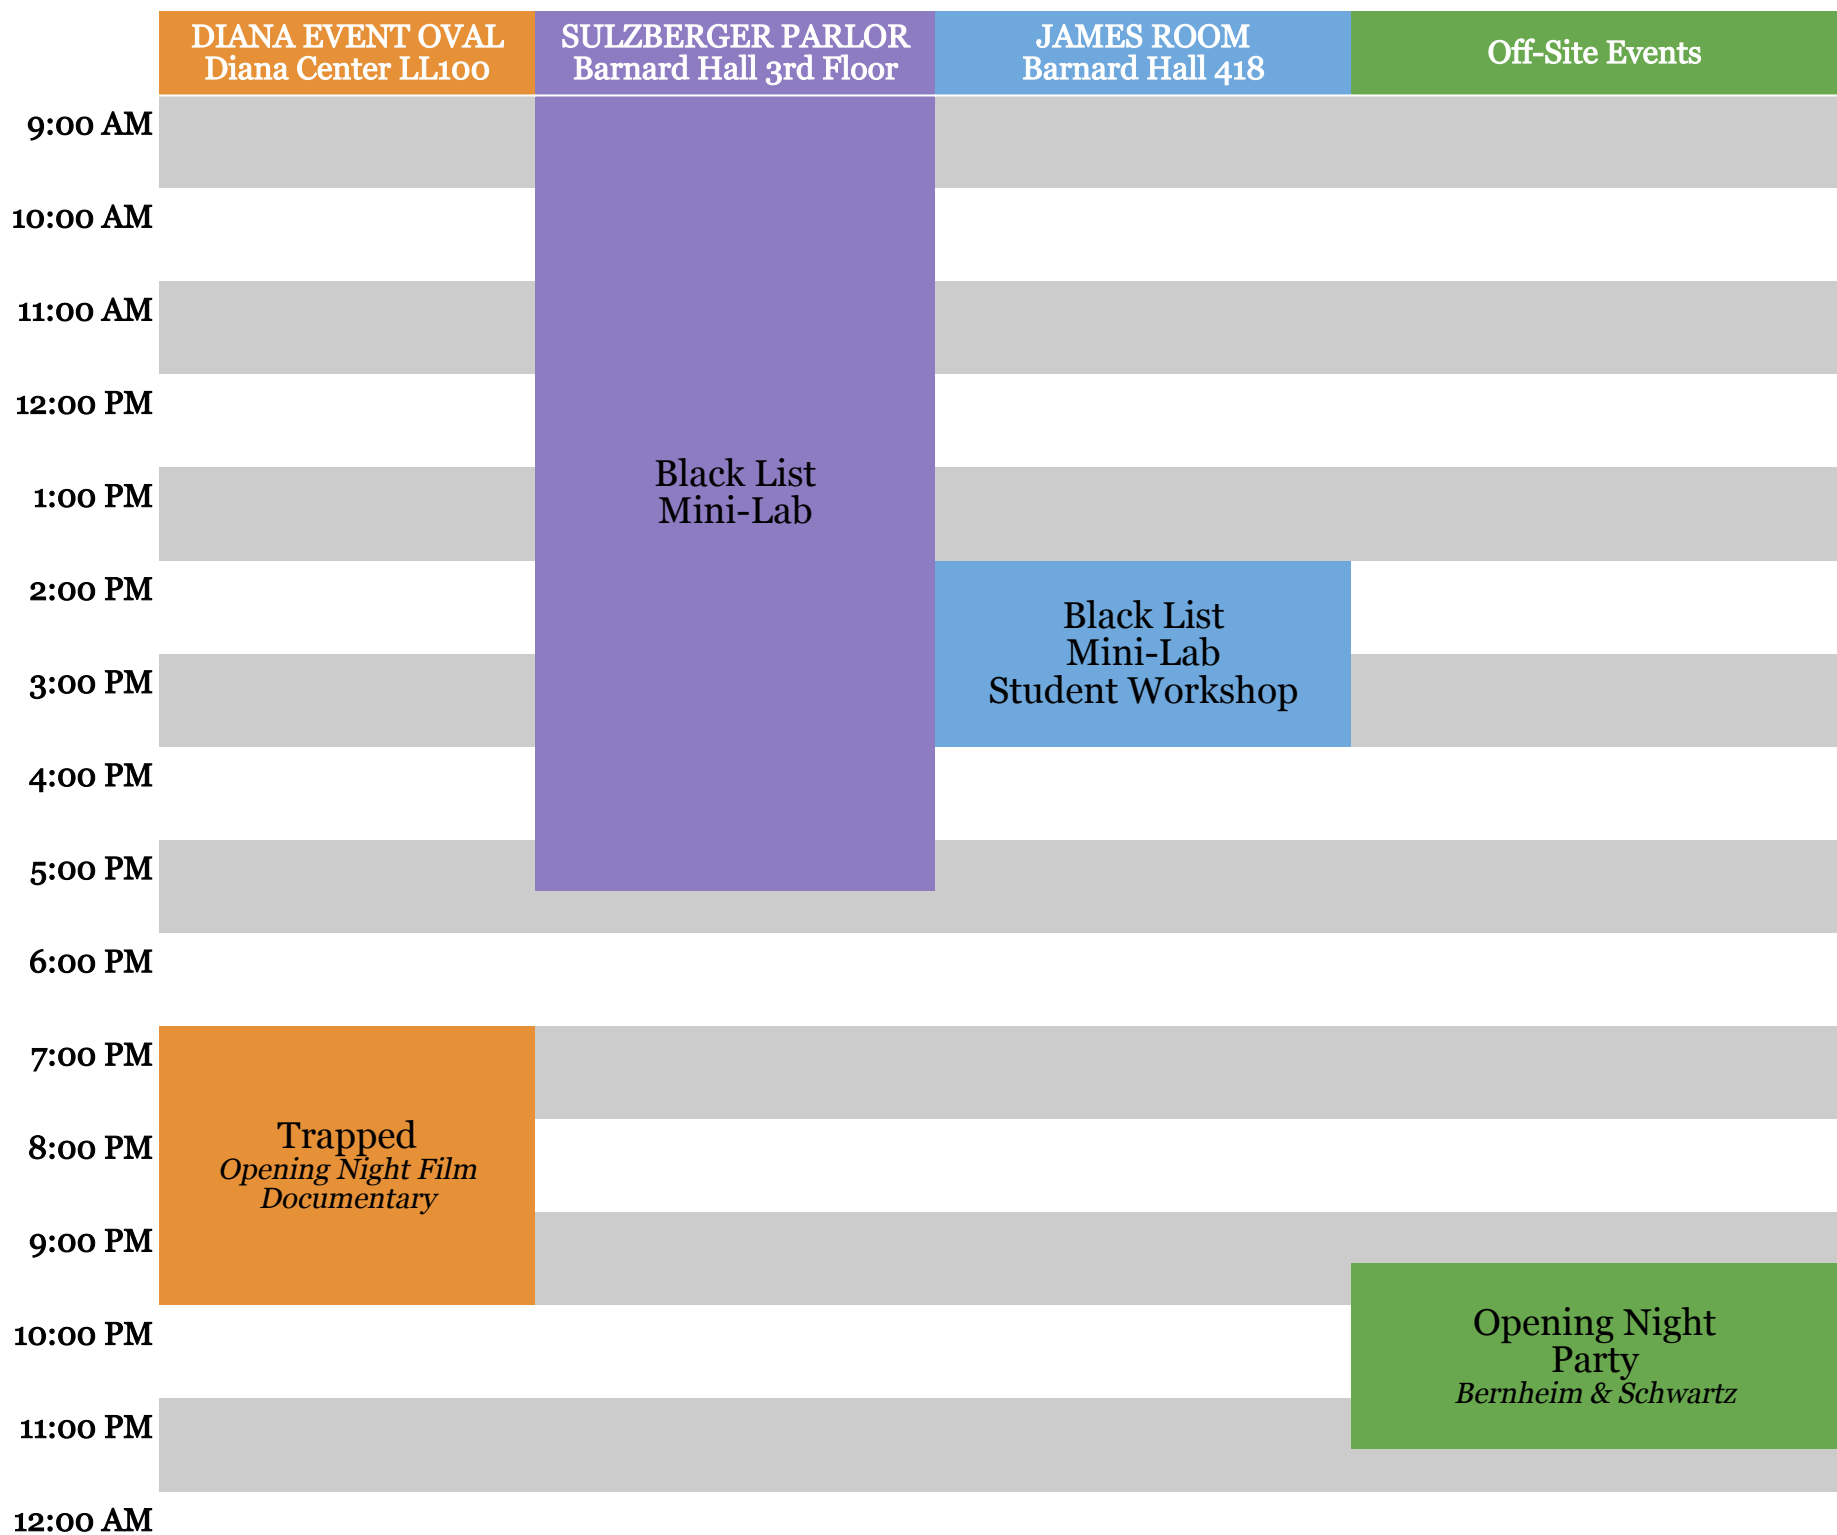 DIANA EVENT OVAL
Diana Center LL100
SULZBERGER PARLOR
Barnard Hall 3rd Floor
JAMES ROOM
Barnard Hall 418
Off-Site Events
9:00 AM
10:00 AM
11:00 AM
12:00 PM
1:00 PM
2:00 PM
3:00 PM
4:00 PM
5:00 PM
6:00 PM
7:00 PM
8:00 PM
9:00 PM
10:00 PM
11:00 PM
12:00 AM
Black List
Mini-Lab
Black List
Mini-Lab
Student Workshop
Trapped
Opening Night Film
Documentary
Opening Night
Party
Bernheim & Schwartz